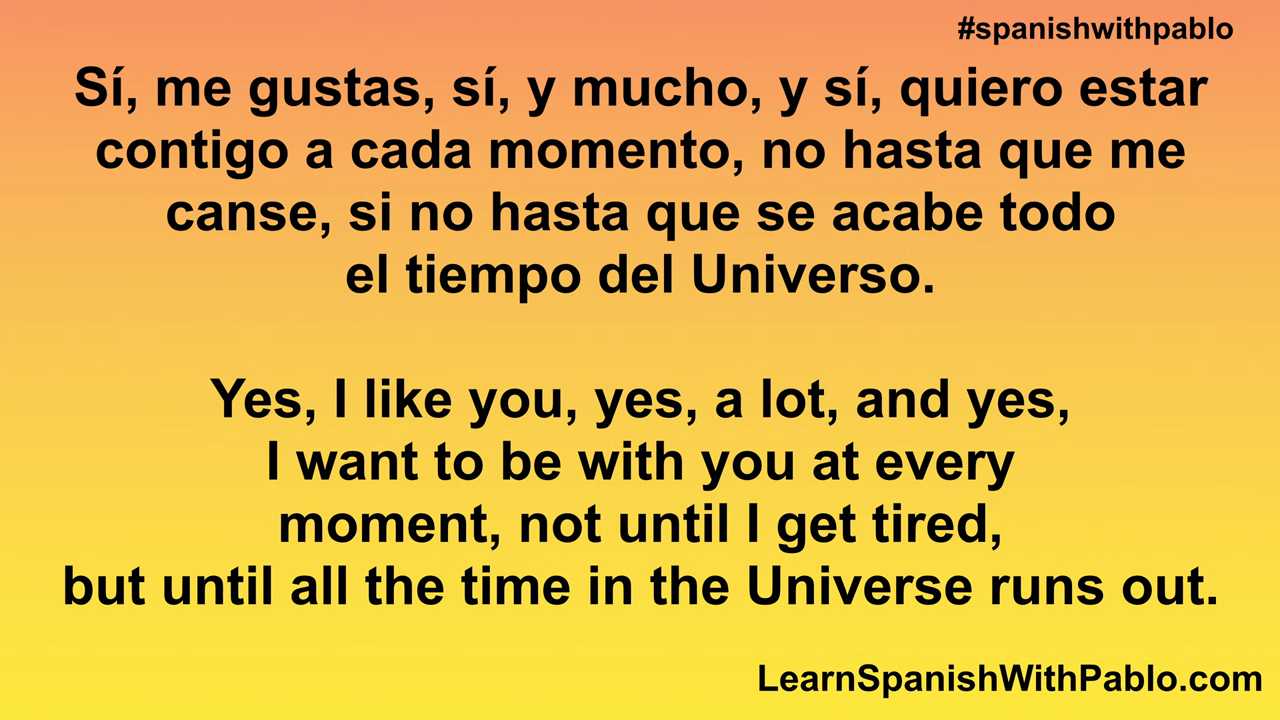 #spanishwithpablo
Sí, me gustas, sí, y mucho, y sí, quiero estar
contigo a cada momento, no hasta que me
canse, si no hasta que se acabe todo
el tiempo del Universo.
Yes, I like you, yes, a lot, and yes,
I want to be with you at every
moment, not until I get tired,
but until all the time in the Universe runs out.
LearnSpanishWithPablo.com